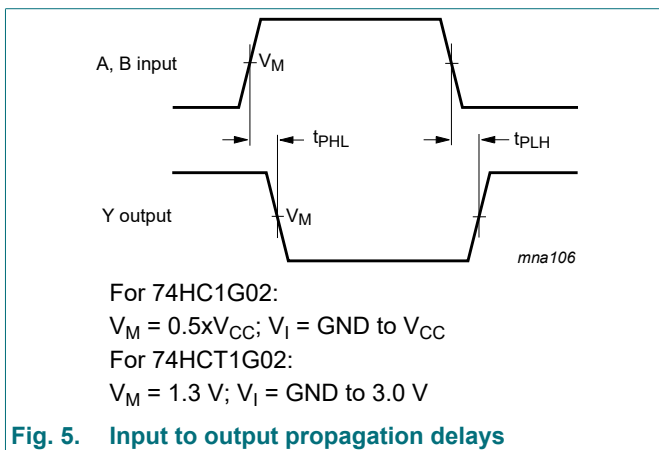 A, B input
VM
tPHL
tPLH
Y output
VM
mna106
For 74HC1G02:
VM = 0.5xVCC; VI = GND to VCC
For 74HCT1G02:
VM = 1.3 V; VI = GND to 3.0 V
Fig. 5. Input to output propagation delays